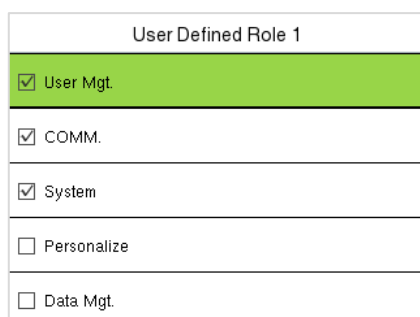 User Defined Role 1
User Mgt.
COMM.
System
Personalize
Data Mgt.